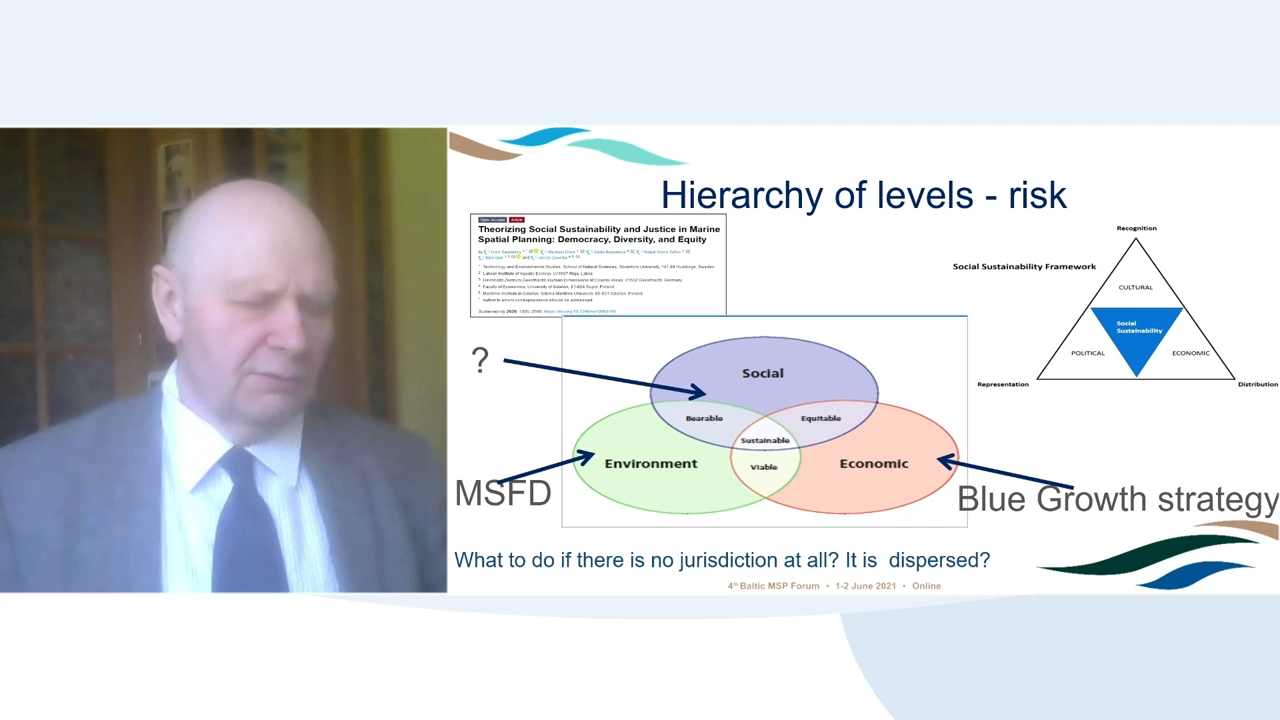 Hierarchy of levels - risk
Open Access Article
Theorizing Social Sustainability and Justice in Marine
Spatial Planning: Democracy, Diversity, and Equity
Recognition
Social Sustainability Framework
CULTURAL
Social
Sustainability
POLITICAL
ECONOMIC
Representation
Distribution
?
Social
Bearable
Equitable
Sustainable
Environment
Viable
Economic
MSFD
Blue Growth strategy
What to do if there is no jurisdiction at all? It is dispersed?
4th Baltic MSP Forum • 1-2 June 2021 • Online